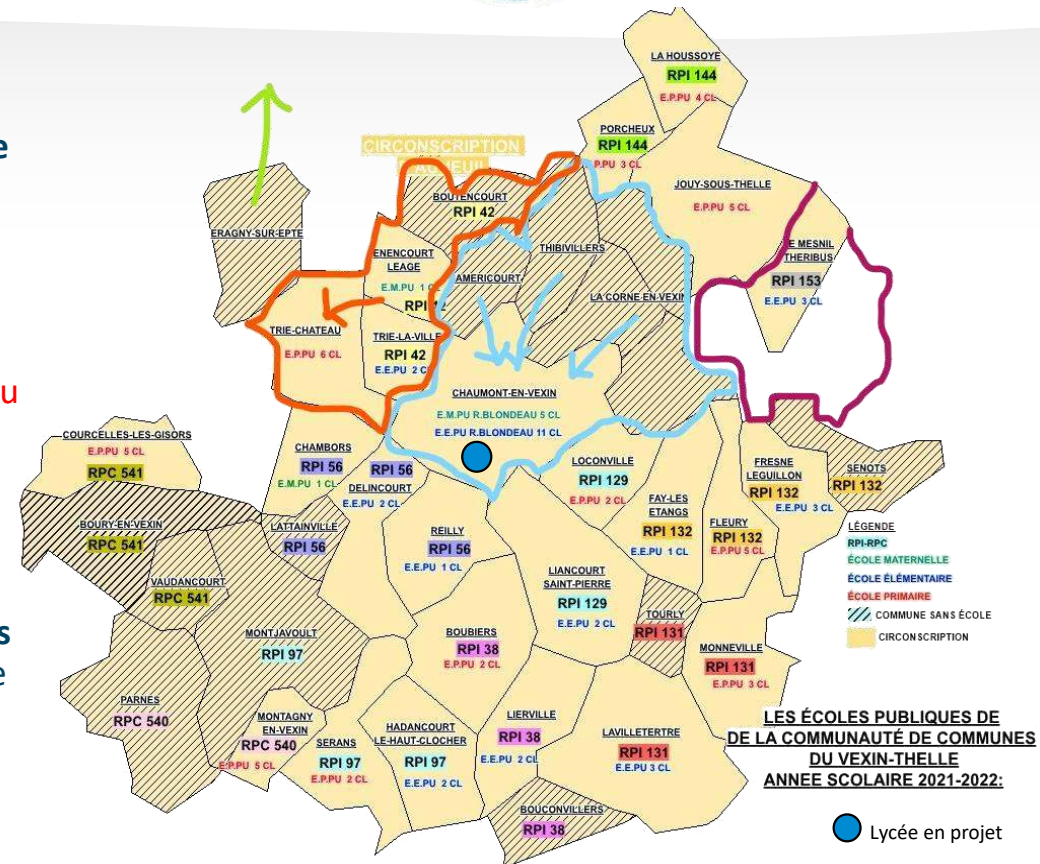 LA HOUSSOYE
RPI 144
E.P.PU 4 CL
PORCHEUX
RPI 144
P.PU 3 CL
CIRCONSCRIPTION
JOUY-SOUS-THELLE
E.P.PU 5 CL
BOUTENCOURT
RPI 42
ERAGNY-SUR-EPTE
ENENCOURT
LEAGE
E.M.PU 1 C
RPI
THIBIVILLERS
AMERICOURT
LA CORNE EN VEXIN
E MESNIL
THERIBUS
RPI 153
E.E.PU 3 CL
TRIE-CHATEAU
E.P.PU 6 CL
TRIE-LA-VILLE
RPI 42
E.E.PU 2 C
CHAUMONT-EN-VEXIN
E.M.PU R.BLONDEAU 5 CL
E.E.PU R.BLONDEAU 11 CL
e
u
s
e
COURCELLES-LES-GISORS
E.P.PU 5 CL
RPC 541
CHAMBORS
RPI 56
E.M.PU 1 CL
RPI 56
DELINCOURT
E.E.PU 2 CL
LOCONVILLE
RPI 129
E.P.PU 2 CL
FAY-LES
ETANGS
RPI 132
E.E.PU 1 CL
FRESNE
LEGUILLON
RPI 132
E.E.PU 3 CL
SENOTS
RPI 132
FLEURY
RPI 132
E.P.PU 5 CL
BOURY-EN-VEXIN
RPC 541
LATTAINVILLE
RPI 56
REILLY
RPI 56
E.E.PU 1 CL
VAUDANCOURT
RPC 541
LIANCOURT
SAINT-PIERRE
RPI 129
E.E.PU 2 CL
TOURLY
RPI 131
LÉGENDE
RPI-RPC
ÉCOLE MATERNELLE
ÉCOLE ÉLÉMENTAIRE
ÉCOLE PRIMAIRE
COMMUNE SANS ÉCOLE
CIRCONSCRIPTION
MONTJAVOULT
RPI 97
BOUBIERS
RPI 38
E.P.PU 2 CL
MONNEVILLE
RPI 131
E.P.PU 3 CL
PARNES
RPC 540
MONTAGNY
EN-VEXIN
RPC 540
E.P.PU 5 CL
SERANS
RPI 97
E.P.PU 2 CL
HADANCOURT
LE-HAUT-CLOCHER
RPI 97
E.E.PU 2 CL
LIERVILLE
RPI 38
E.E.PU 2 CL
LAVILLETERTRE
RPI 131
E.E.PU 3 CL
BOUCONVILLERS
RPI 38
LES ÉCOLES PUBLIQUES DE
DE LA COMMUNAUTÉ DE COMMUNES
DU VEXIN-THELLE
ANNEE SCOLAIRE 2021-2022:
Lycée en projet